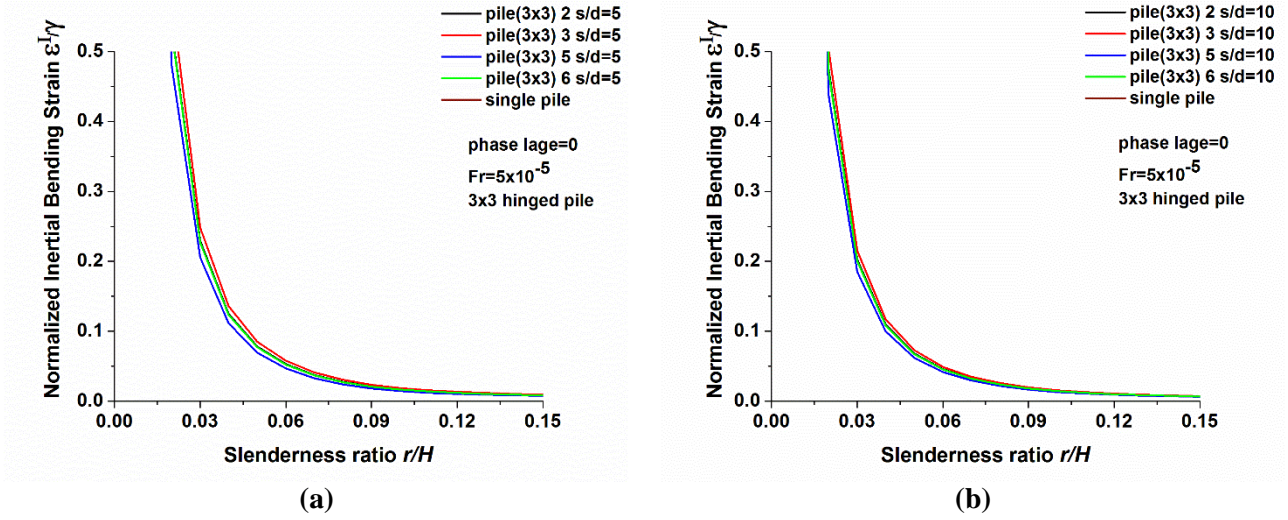 pile(3x3) 2 s/d=5
pile(3x3) 3 s/d=5
pile(3x3) 5 s/d=5
pile(3x3) 6 s/d=5
single pile
phase lage=0
Fr=5x10⁻⁵
3x3 hinged pile
Normalized Inertial Bending Strain εᴵ/γ
0.5
0.4
0.3
0.2
0.1
0.0
0.00 0.03 0.06 0.09 0.12 0.15
Slenderness ratio r/H
(a)
pile(3x3) 2 s/d=10
pile(3x3) 3 s/d=10
pile(3x3) 5 s/d=10
pile(3x3) 6 s/d=10
single pile
phase lage=0
Fr=5x10⁻⁵
3x3 hinged pile
Normalized Inertial Bending Strain εᴵ/γ
0.5
0.4
0.3
0.2
0.1
0.0
0.00 0.03 0.06 0.09 0.12 0.15
Slenderness ratio r/H
(b)